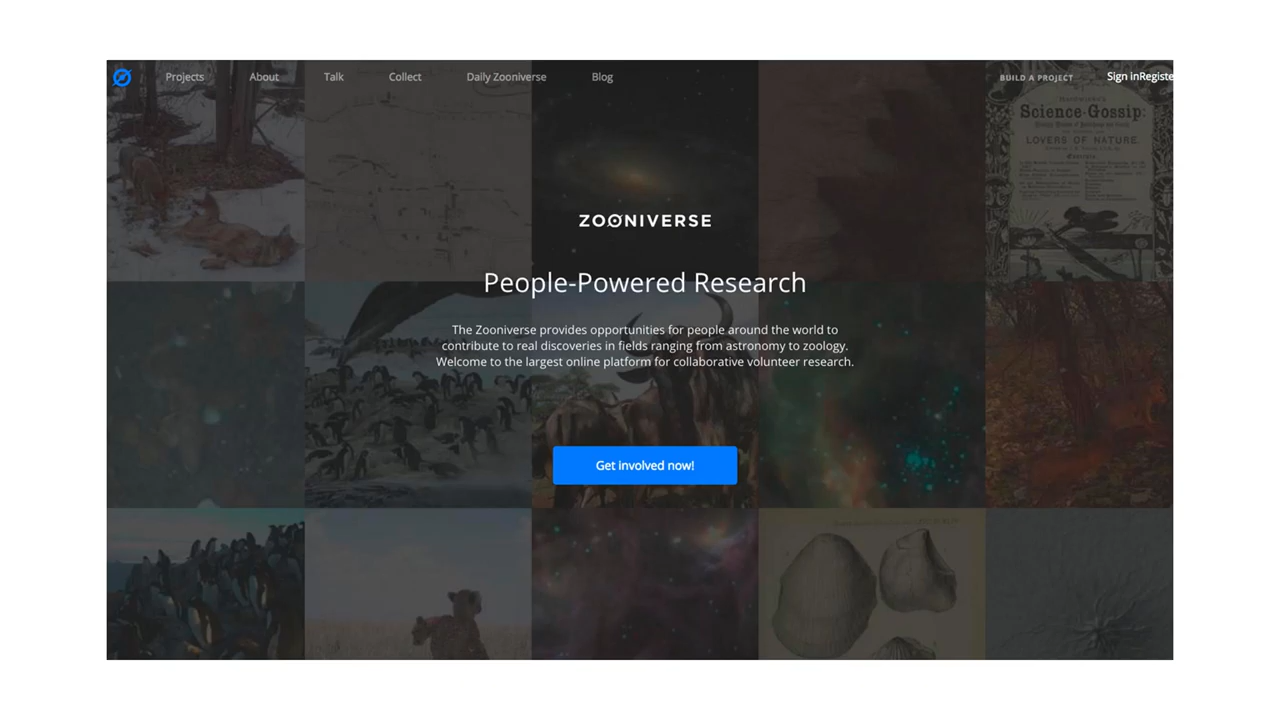 Projects About Talk Collect Daily Zooniverse Blog BUILD A PROJECT Sign inRegiste
Science-Gossip:
LOVERS OF NATURE.
ZOONIVERSE
People-Powered Research
The Zooniverse provides opportunities for people around the world to
contribute to real discoveries in fields ranging from astronomy to zoology.
Welcome to the largest online platform for collaborative volunteer research.
Get involved now!